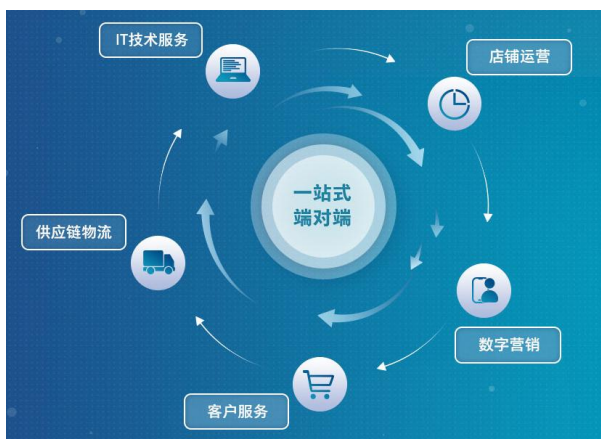 IT技术服务
店铺运营
一站式
端对端
供应链物流
数字营销
客户服务